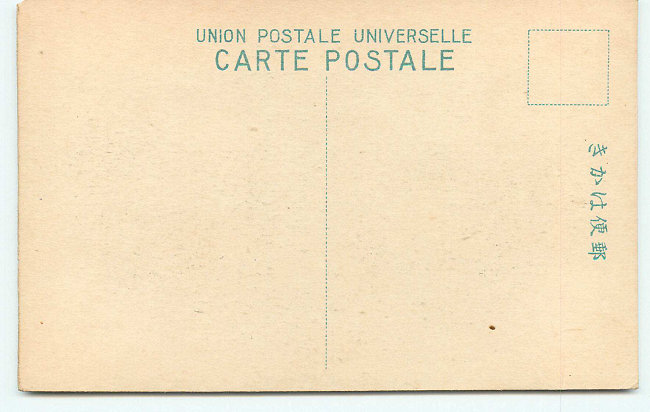 UNION POSTALE UNIVERSELLE
CARTE POSTALE
きかは便郵